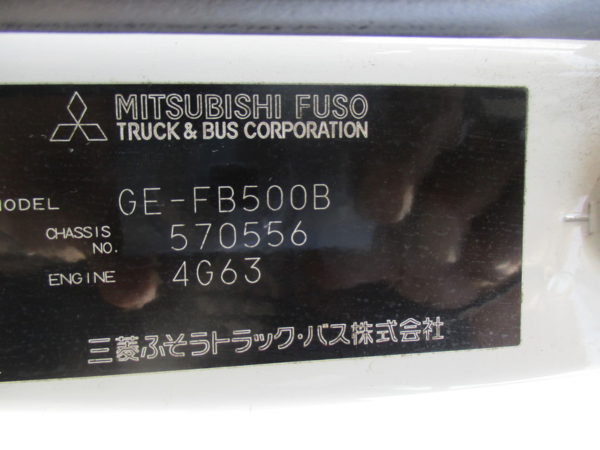 MITSUBISHI FUSO
TRUCK & BUS CORPORATION
MODEL GE-FB500B
CHASSIS NO. 570556
ENGINE 4G63
三菱ふそうトラック・バス株式会社